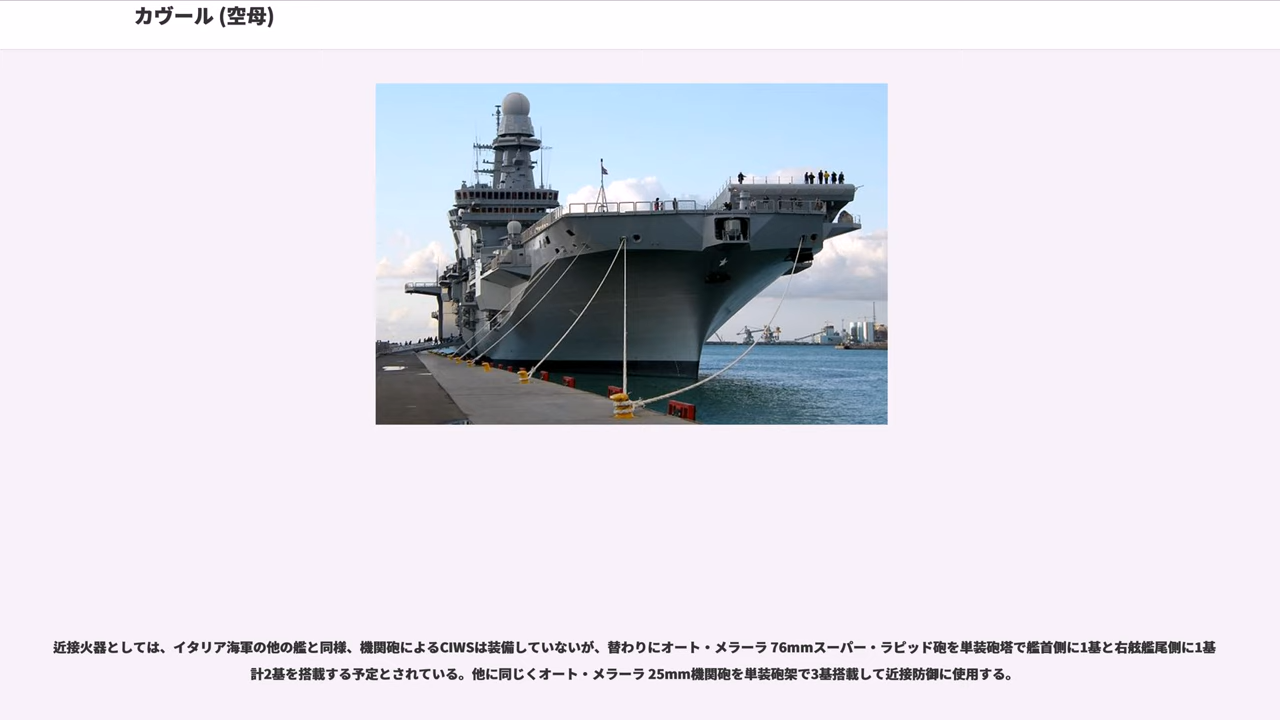 カヴール (空母)
近接火器としては、イタリア海軍の他の艦と同様、機関砲によるCIWSは装備していないが、替わりにオート・メラーラ 76mmスーパー・ラピッド砲を単装砲塔で艦首側に1基と右舷艦尾側に1基
計2基を搭載する予定とされている。他に同じくオート・メラーラ 25mm機関砲を単装砲架で3基搭載して近接防御に使用する。